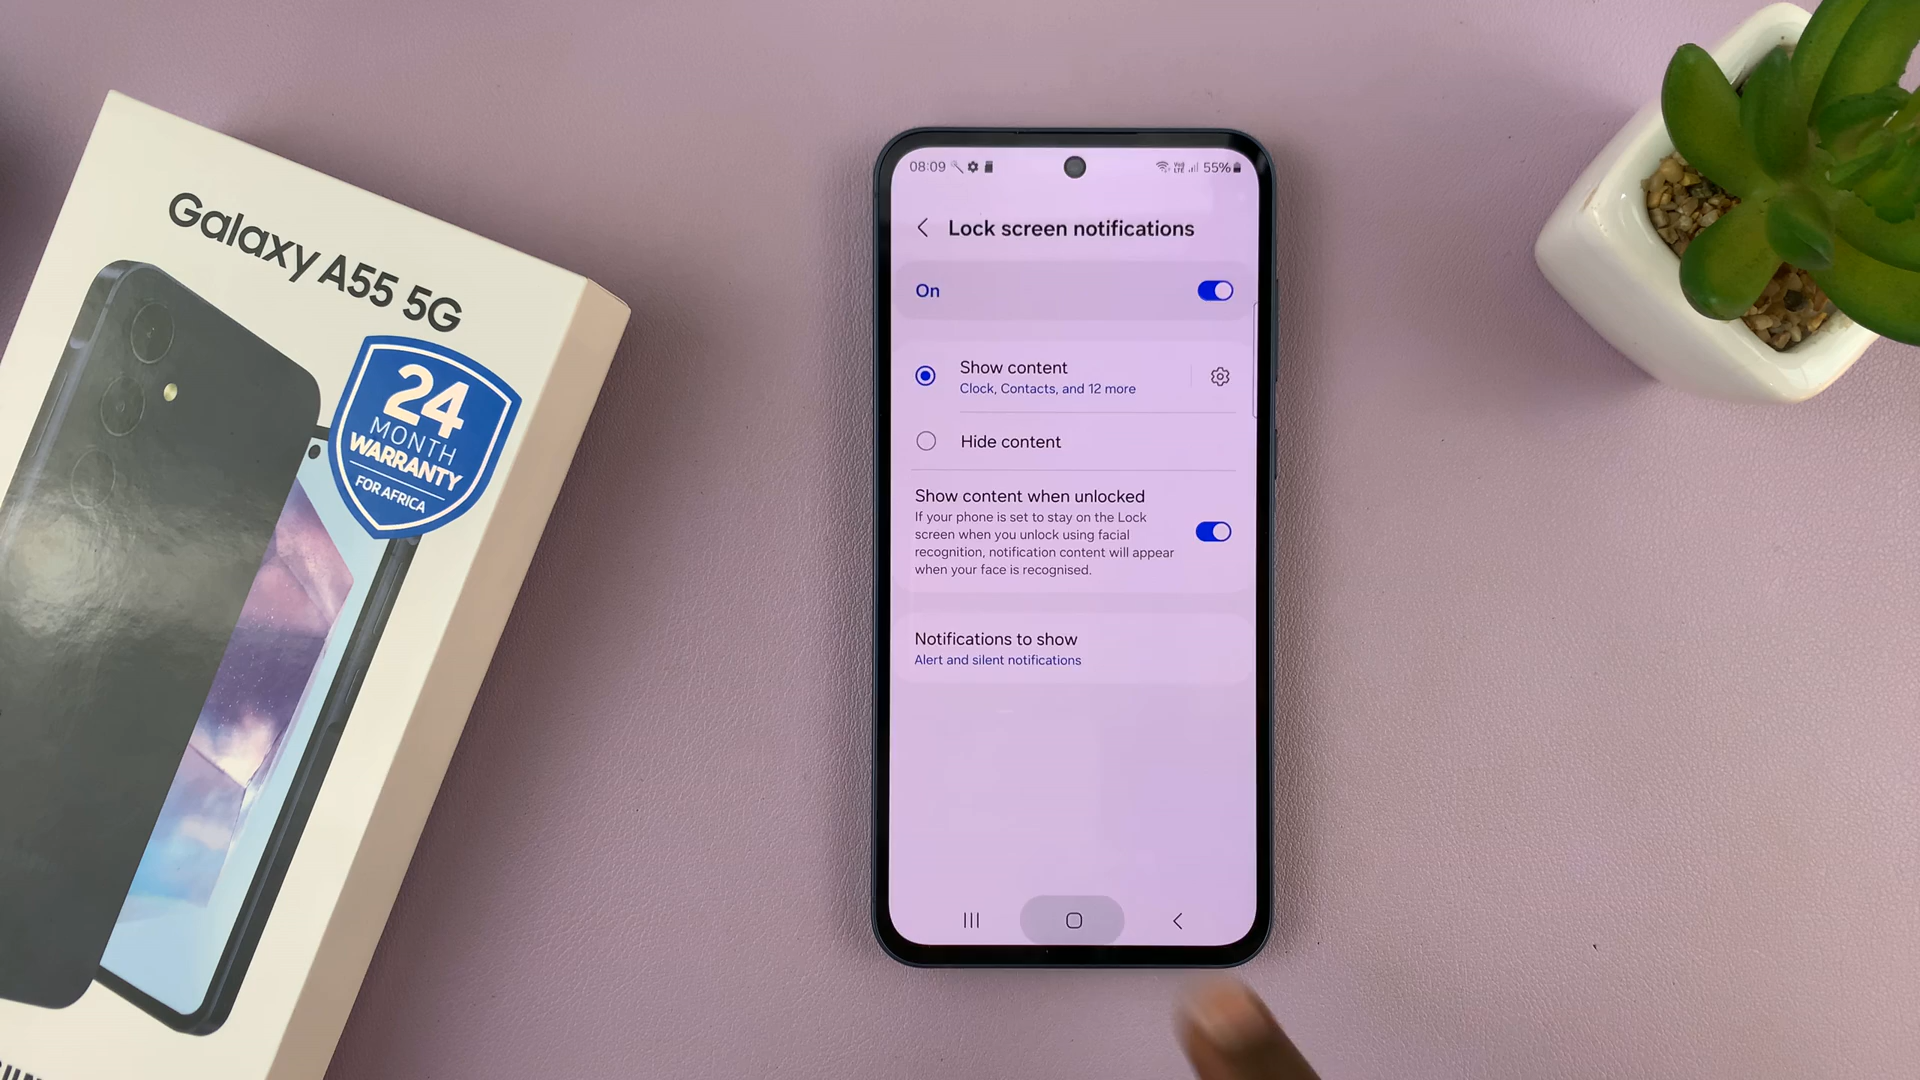 Galaxy A55 5G
24
MONTH
WARRANTY
FOR AFRICA
08:09
55%
Lock screen notifications
On
Show content
Clock, Contacts, and 12 more
Hide content
Show content when unlocked
If your phone is set to stay on the Lock
screen when you unlock using facial
recognition, notification content will appear
when your face is recognised.
Notifications to show
Alert and silent notifications